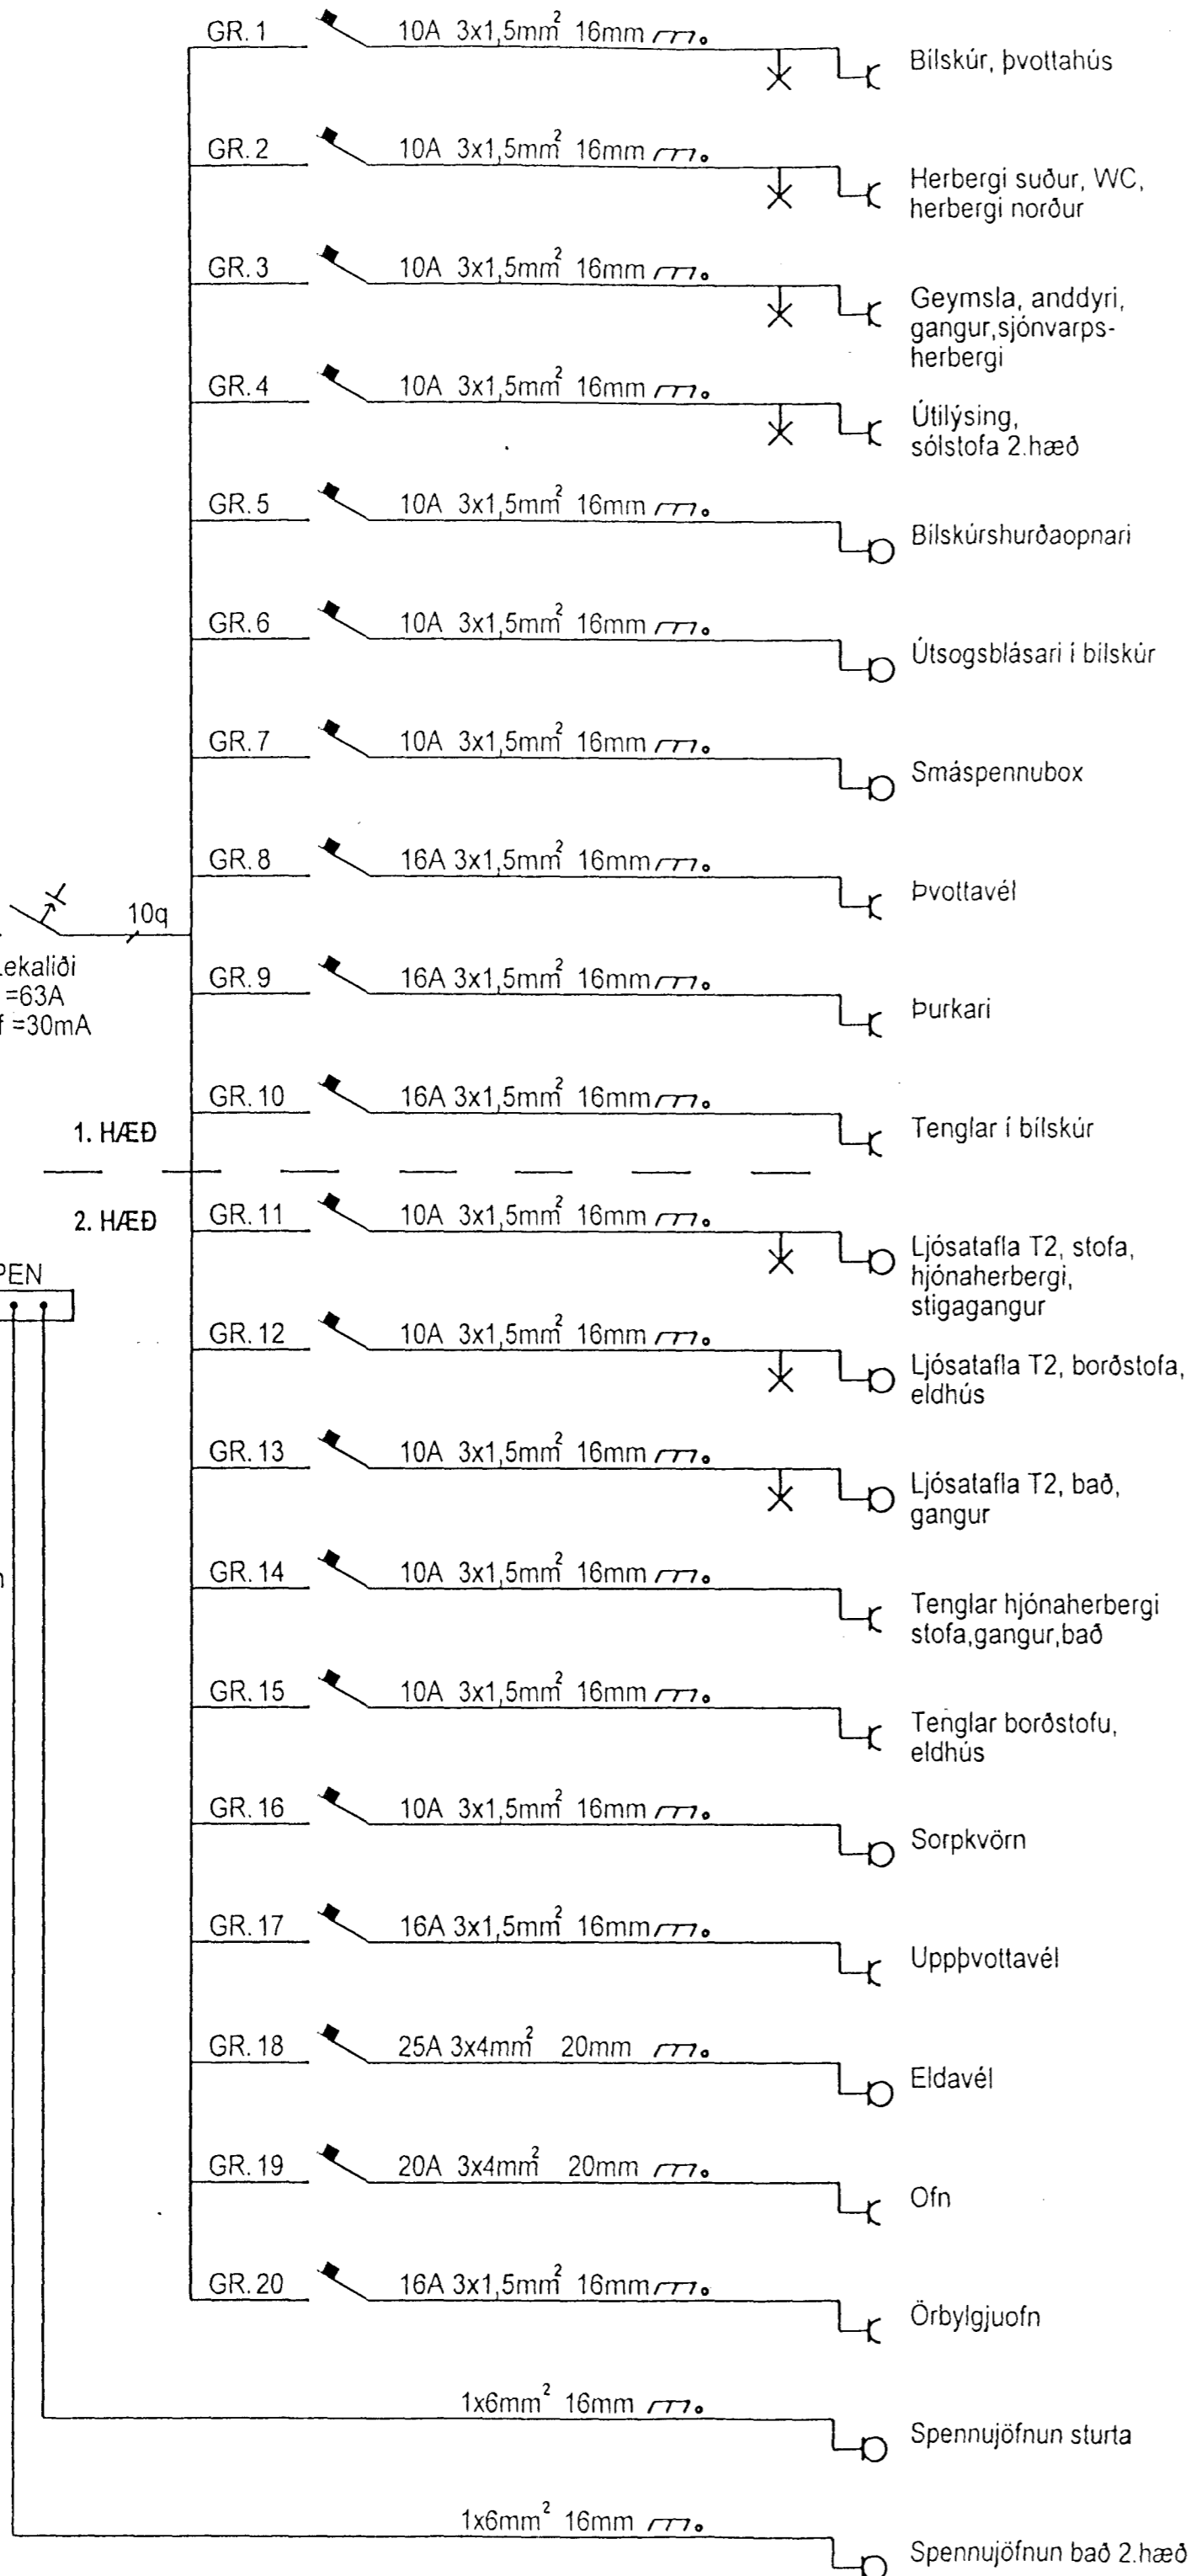 GR. 1 10A 3x1,5mm² 16mm
Bílskúr, þvottahús
GR. 2 10A 3x1,5mm² 16mm
Herbergi suður, WC,
herbergi norður
GR. 3 10A 3x1,5mm² 16mm
Geymsla, anddyri,
gangur,sjónvarps-
herbergi
GR. 4 10A 3x1,5mm² 16mm
Útilýsing,
sólstofa 2.hæð
GR. 5 10A 3x1,5mm² 16mm
Bílskúrshurðaopnari
GR. 6 10A 3x1,5mm² 16mm
Útsogsblásari í bílskúr
GR. 7 10A 3x1,5mm² 16mm
Smáspennubox
GR. 8 16A 3x1,5mm² 16mm
Þvottavél
10q
Lekaliði
=63A
f =30mA
GR. 9 16A 3x1,5mm² 16mm
Þurkari
GR. 10 16A 3x1,5mm² 16mm
Tenglar í bílskúr
1. HÆÐ
2. HÆÐ
GR. 11 10A 3x1,5mm² 16mm
Ljósatafla T2, stofa,
hjónaherbergi,
stigagangur
PEN
GR. 12 10A 3x1,5mm² 16mm
Ljósatafla T2, borðstofa,
eldhús
GR. 13 10A 3x1,5mm² 16mm
Ljósatafla T2, bað,
gangur
GR. 14 10A 3x1,5mm² 16mm
Tenglar hjónaherbergi
stofa,gangur,bað
GR. 15 10A 3x1,5mm² 16mm
Tenglar borðstofu,
eldhús
GR. 16 10A 3x1,5mm² 16mm
Sorpkvörn
GR. 17 16A 3x1,5mm² 16mm
Uppþvottavél
GR. 18 25A 3x4mm² 20mm
Eldavél
GR. 19 20A 3x4mm² 20mm
Ofn
GR. 20 16A 3x1,5mm² 16mm
Örbylgjuofn
1x6mm² 16mm
Spennujöfnun sturta
1x6mm² 16mm
Spennujöfnun bað 2.hæð